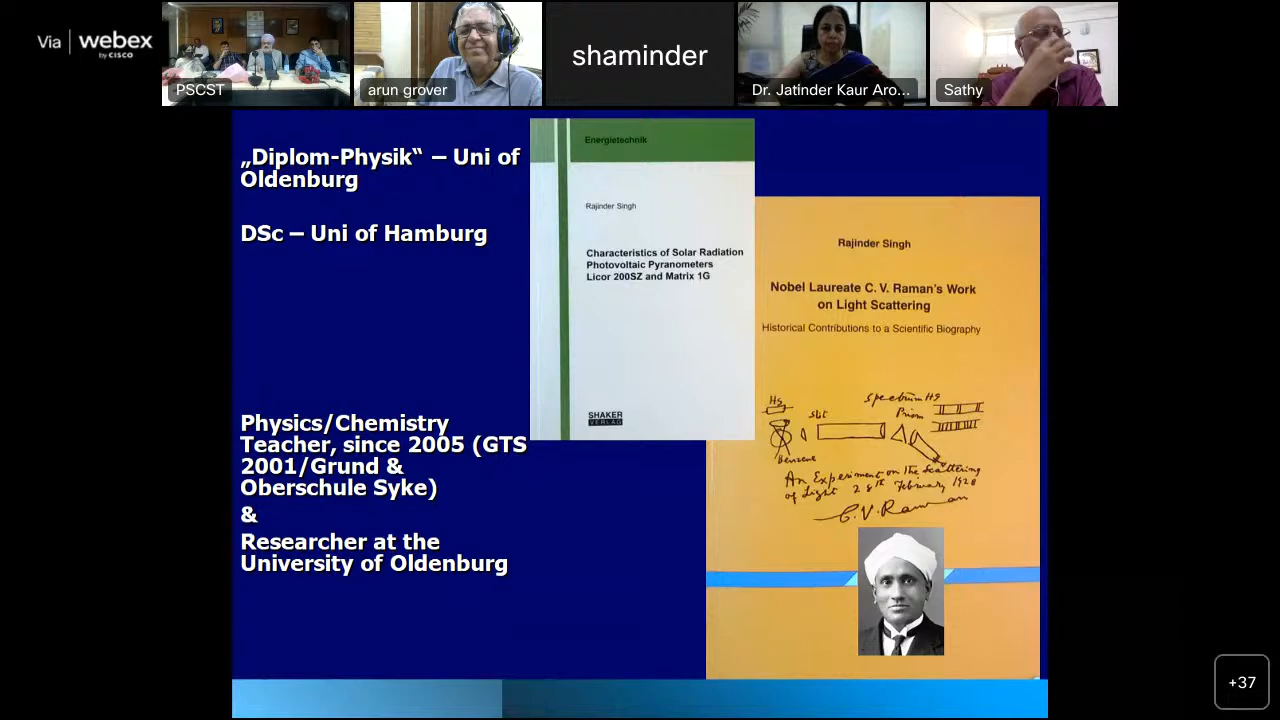 Via webex
by CISCO
PSCST
arun grover
shaminder
Dr. Jatinder Kaur Aro...
Sathy
„Diplom-Physik“ – Uni of
Oldenburg
DSc – Uni of Hamburg
Physics/Chemistry
Teacher, since 2005 (GTS
2001/Grund &
Oberschule Syke)
&
Researcher at the
University of Oldenburg
Energietechnik
Rajinder Singh
Characteristics of Solar Radiation
Photovoltaic Pyranometers
Licor 200SZ and Matrix 1G
SHAKER
VERLAG
Rajinder Singh
Nobel Laureate C. V. Raman's Work
on Light Scattering
Historical Contributions to a Scientific Biography
Hg
Slit
Spectrum Hg
Prism
Benzene
An Experiment on the Scattering
of Light 28th February 1928
C. V. Raman
+37